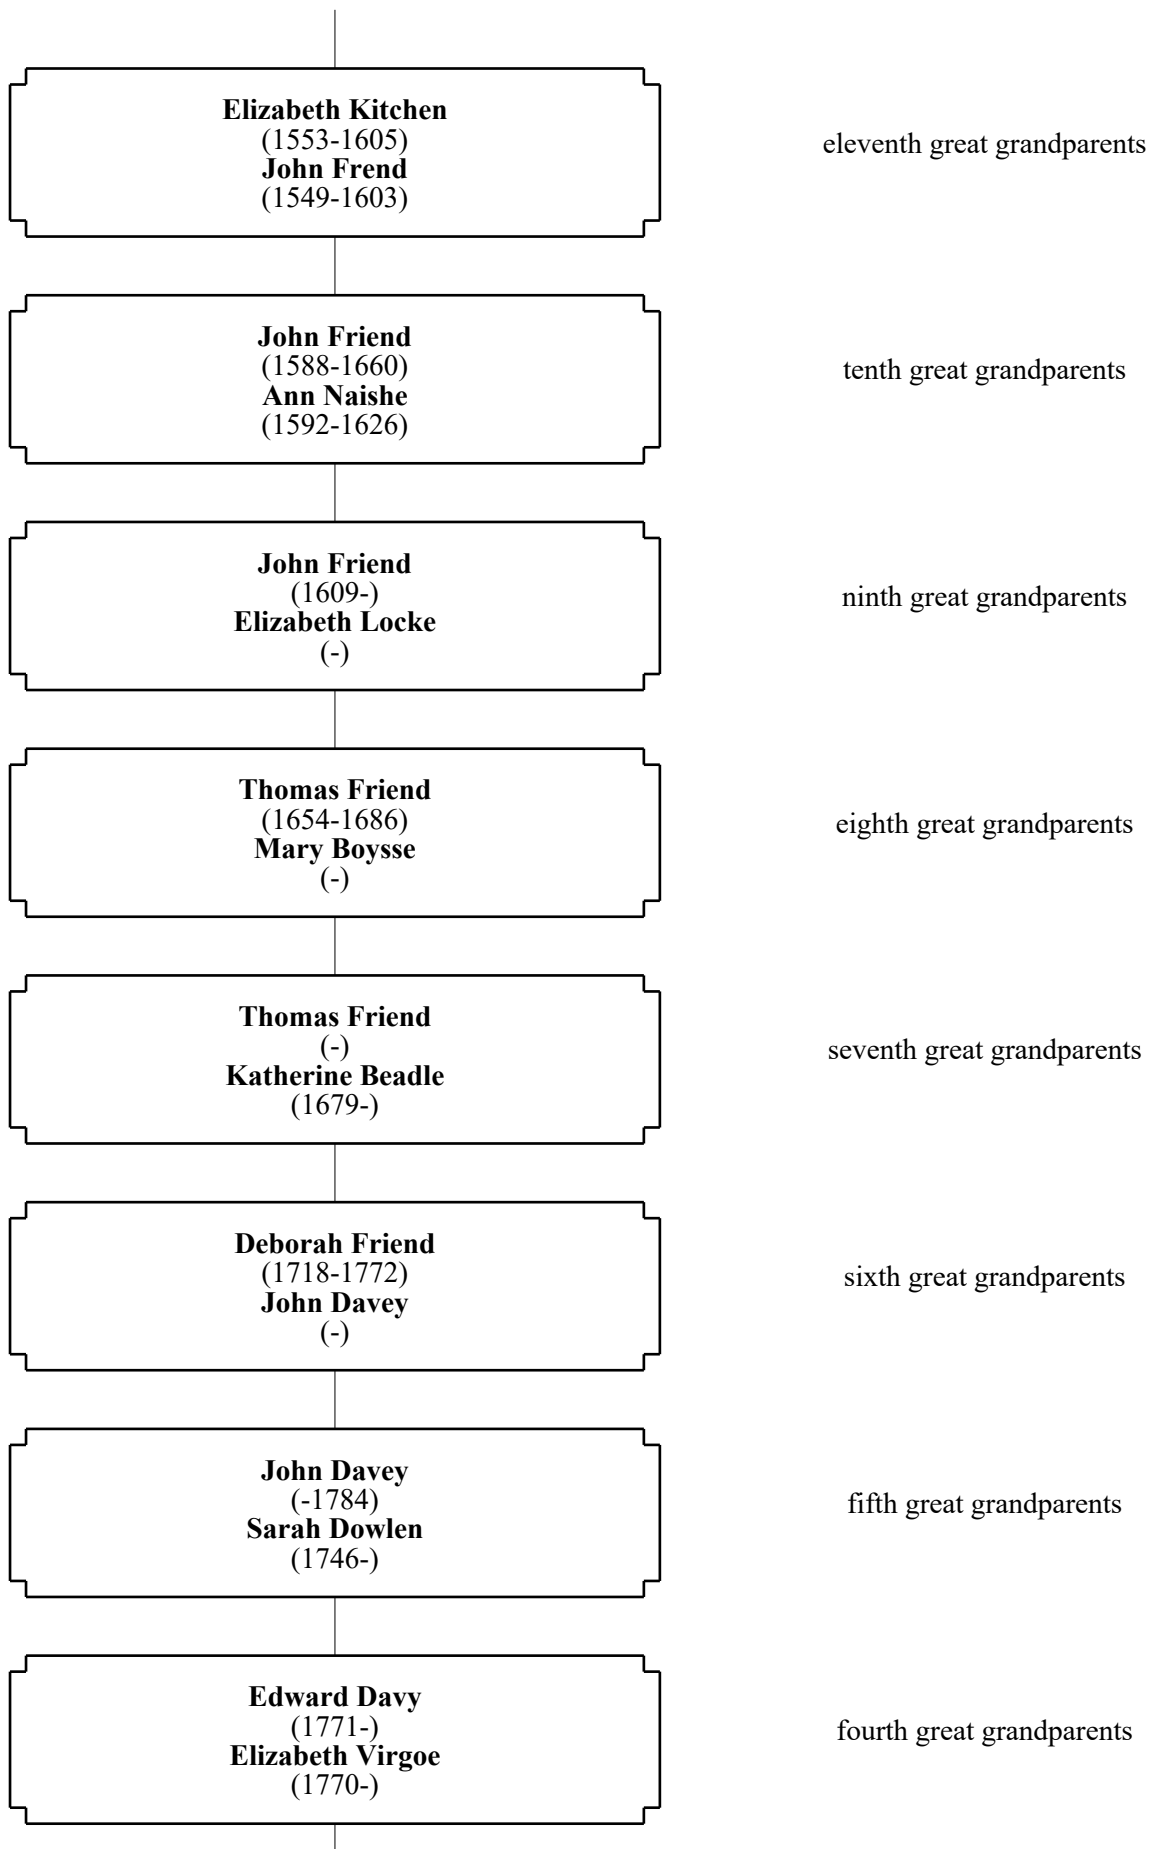 Elizabeth Kitchen
(1553-1605)
John Frend
(1549-1603)
eleventh great grandparents
John Friend
(1588-1660)
Ann Naishe
(1592-1626)
tenth great grandparents
John Friend
(1609-)
Elizabeth Locke
(-)
ninth great grandparents
Thomas Friend
(1654-1686)
Mary Boysse
(-)
eighth great grandparents
Thomas Friend
(-)
Katherine Beadle
(1679-)
seventh great grandparents
Deborah Friend
(1718-1772)
John Davey
(-)
sixth great grandparents
John Davey
(-1784)
Sarah Dowlen
(1746-)
fifth great grandparents
Edward Davy
(1771-)
Elizabeth Virgoe
(1770-)
fourth great grandparents